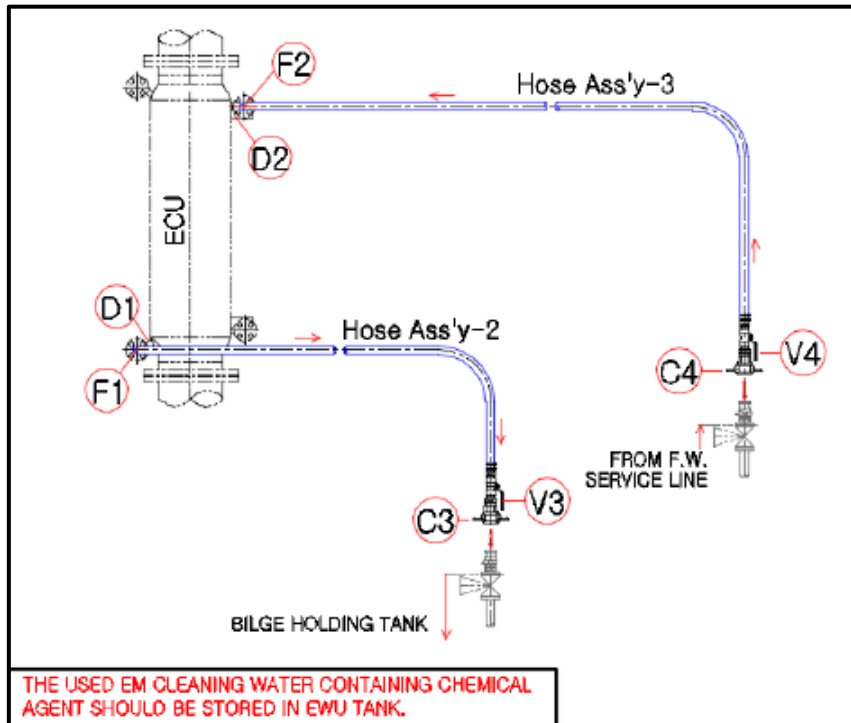 F2
Hose Ass'y-3
D2
ECU
D1
Hose Ass'y-2
F1
V4
C4
FROM F.W.
SERVICE LINE
V3
C3
BILGE HOLDING TANK
THE USED EM CLEANING WATER CONTAINING CHEMICAL
AGENT SHOULD BE STORED IN EWU TANK.